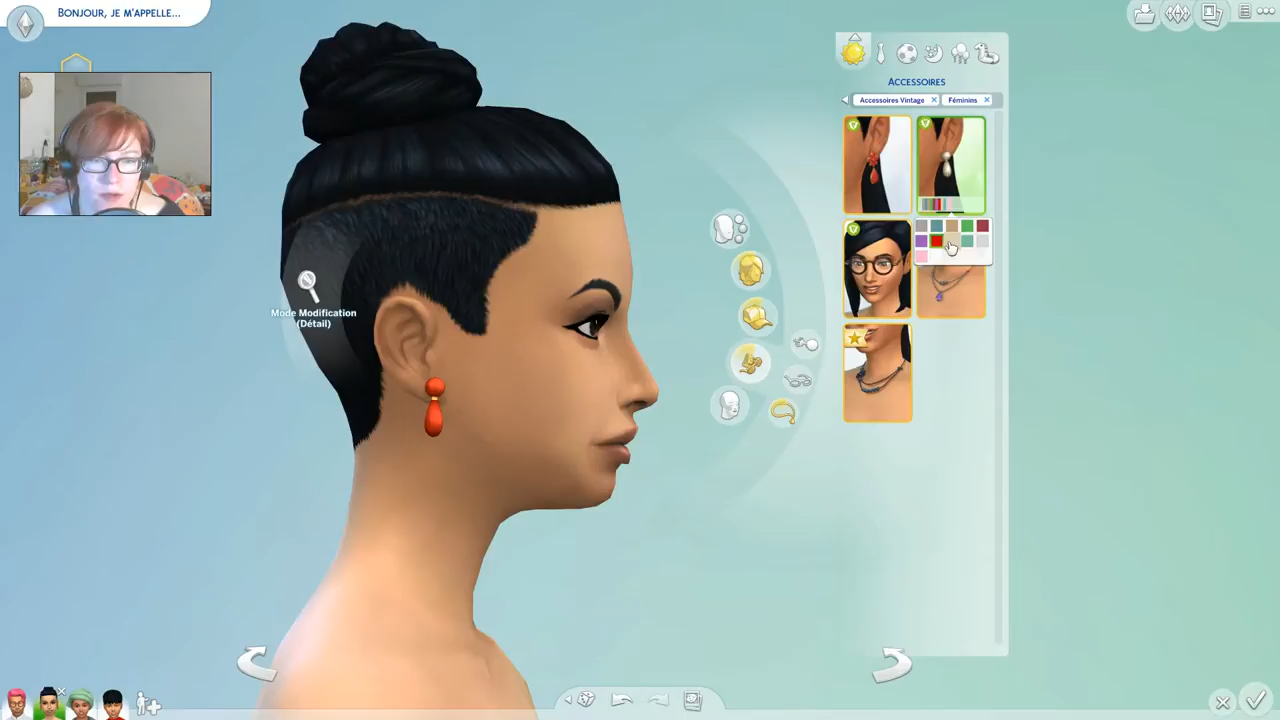 BONJOUR, JE M'APPELLE...
ACCESSOIRES
Accessoires Vintage
Féminins
Mode Modification
(Détail)